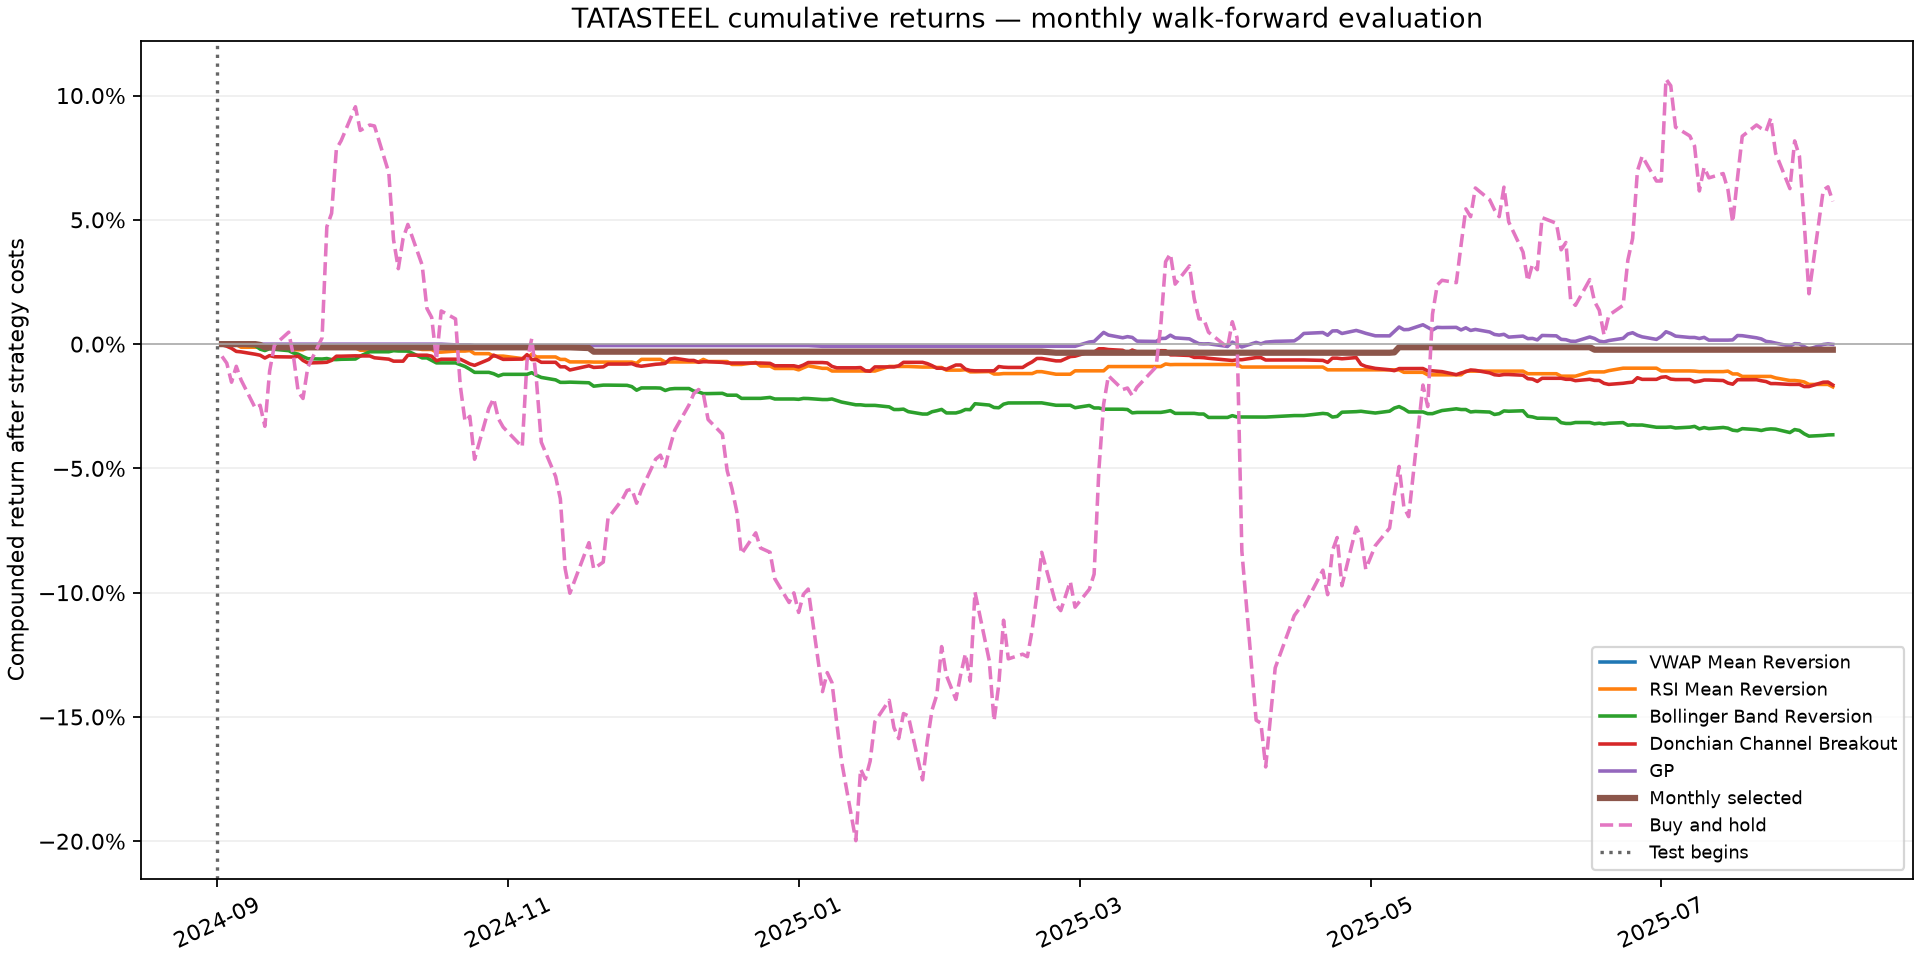 TATASTEEL cumulative returns — monthly walk-forward evaluation
Compounded return after strategy costs
10.0%
5.0%
0.0%
−5.0%
−10.0%
−15.0%
−20.0%
2024-09
2024-11
2025-01
2025-03
2025-05
2025-07
VWAP Mean Reversion
RSI Mean Reversion
Bollinger Band Reversion
Donchian Channel Breakout
GP
Monthly selected
Buy and hold
Test begins